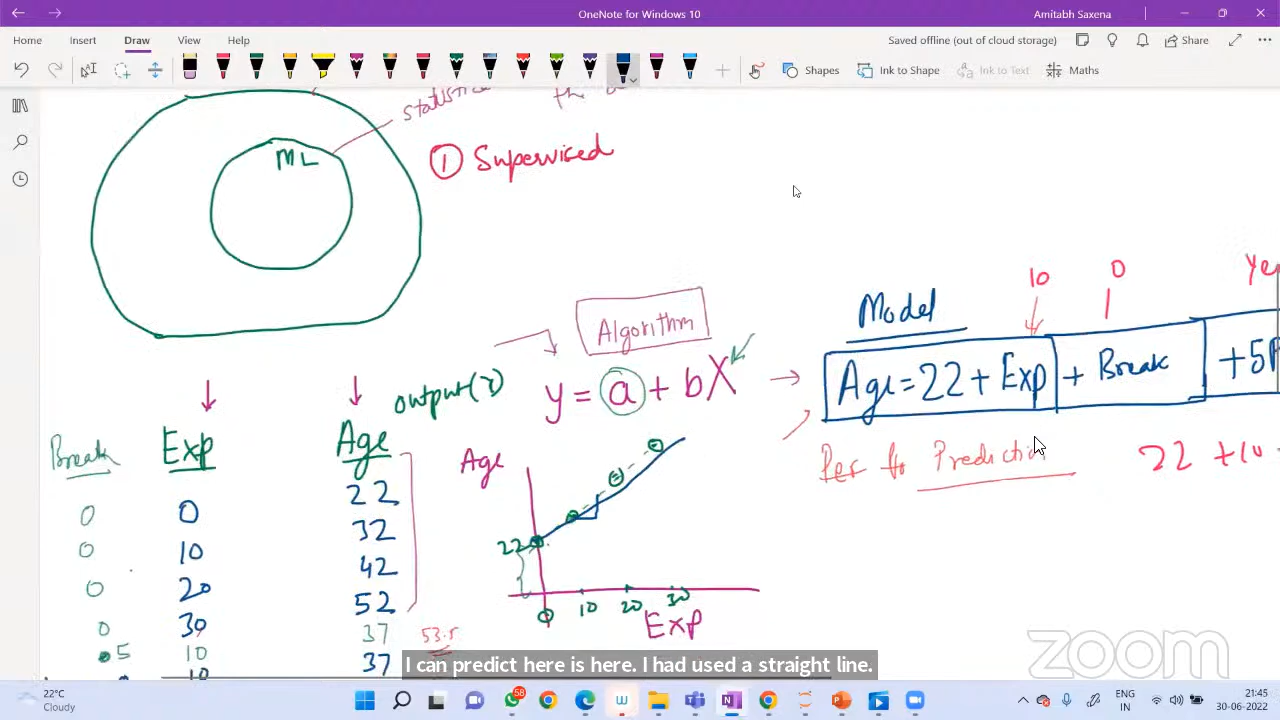 OneNote for Windows 10
Amitabh Saxena
Home Insert Draw View Help
Saved offline (out of cloud storage)
Share
Shapes
Ink to Shape
Ink to Text
Maths
ML
① Supervised
Algorithm
y = a + bX
output(Y)
Model
10
0
Age = 22 + Exp + Break
22 + 10
Prediction
Break Exp Age
0 0 22
0 10 32
0 20 42
0 30 52
5 10 37
10 37
53.5
Age
22
0 10 20 30
Exp
I can predict here is here. I had used a straight line.
zoom
22°C
Cloudy
58
ENG
IN
21:45
30-06-2022